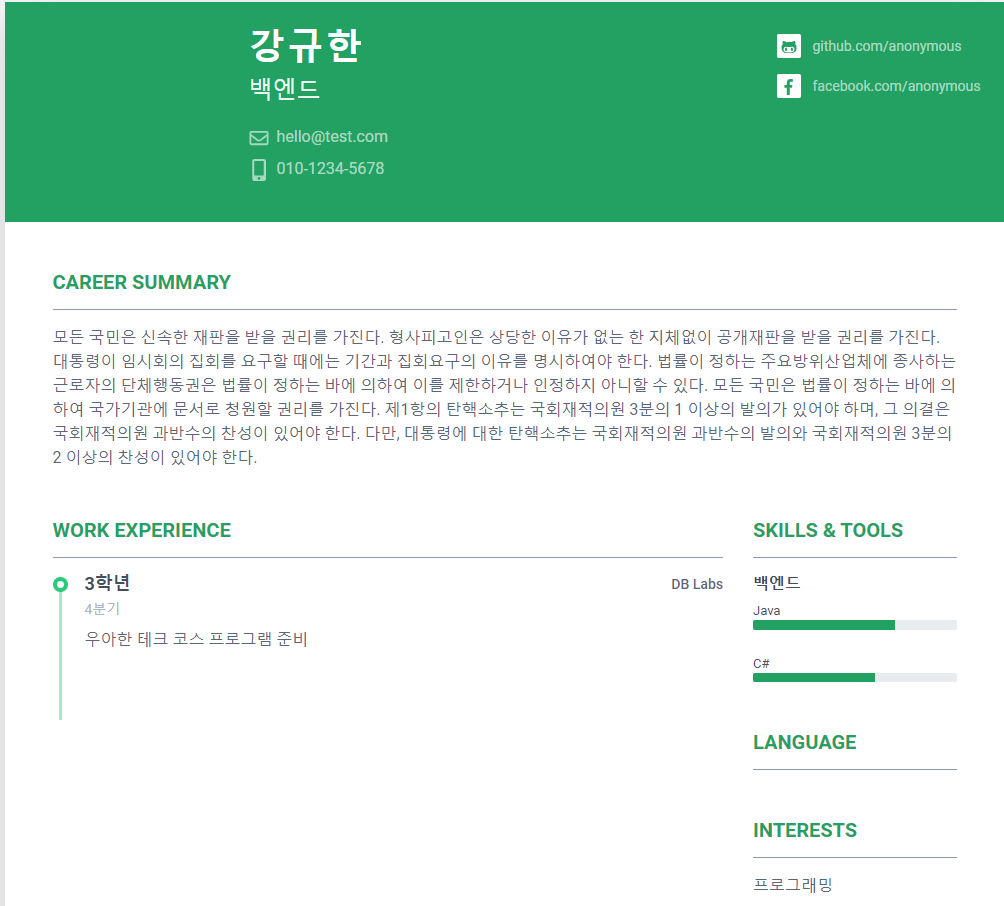 강규한
백엔드
hello@test.com
010-1234-5678
github.com/anonymous
facebook.com/anonymous
CAREER SUMMARY
모든 국민은 신속한 재판을 받을 권리를 가진다. 형사피고인은 상당한 이유가 없는 한 지체없이 공개재판을 받을 권리를 가진다.
대통령이 임시회의 집회를 요구할 때에는 기간과 집회요구의 이유를 명시하여야 한다. 법률이 정하는 주요방위산업체에 종사하는
근로자의 단체행동권은 법률이 정하는 바에 의하여 이를 제한하거나 인정하지 아니할 수 있다. 모든 국민은 법률이 정하는 바에 의
하여 국가기관에 문서로 청원할 권리를 가진다. 제1항의 탄핵소추는 국회재적의원 3분의 1 이상의 발의가 있어야 하며, 그 의결은
국회재적의원 과반수의 찬성이 있어야 한다. 다만, 대통령에 대한 탄핵소추는 국회재적의원 과반수의 발의와 국회재적의원 3분의
2 이상의 찬성이 있어야 한다.
WORK EXPERIENCE
3학년
DB Labs
4분기
우아한 테크 코스 프로그램 준비
SKILLS & TOOLS
백엔드
Java
C#
LANGUAGE
INTERESTS
프로그래밍